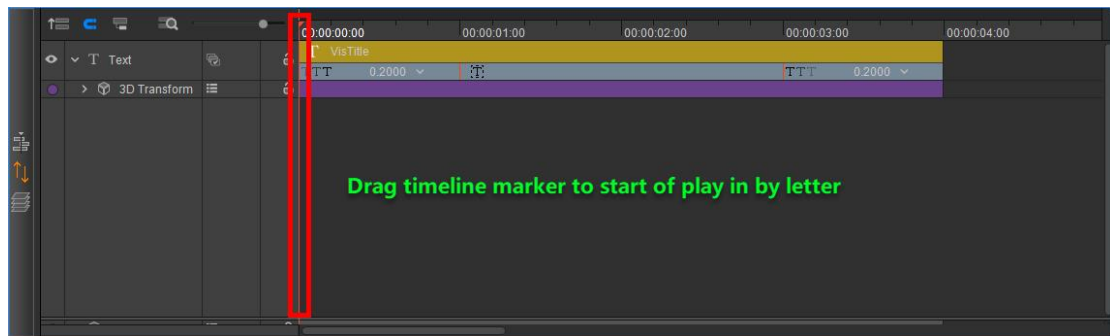 00:00:00:00 00:00:01:00 00:00:02:00 00:00:03:00 00:00:04:00
T VisTitle
T Text
TTT 0.2000 T TTT 0.2000
3D Transform
Drag timeline marker to start of play in by letter